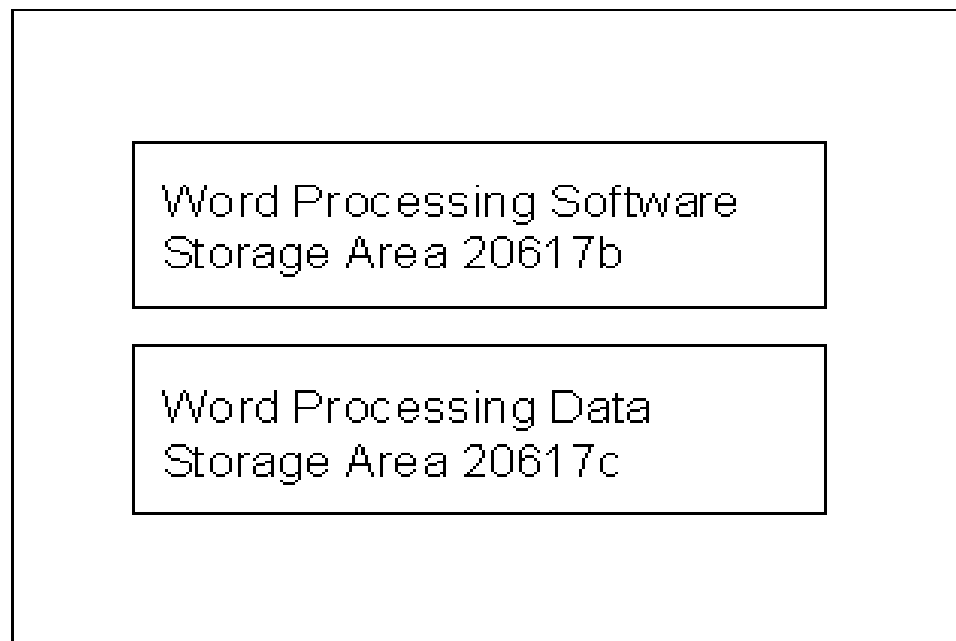 Word Processing Software
Storage Area 20617b
Word Processing Data
Storage Area 20617c